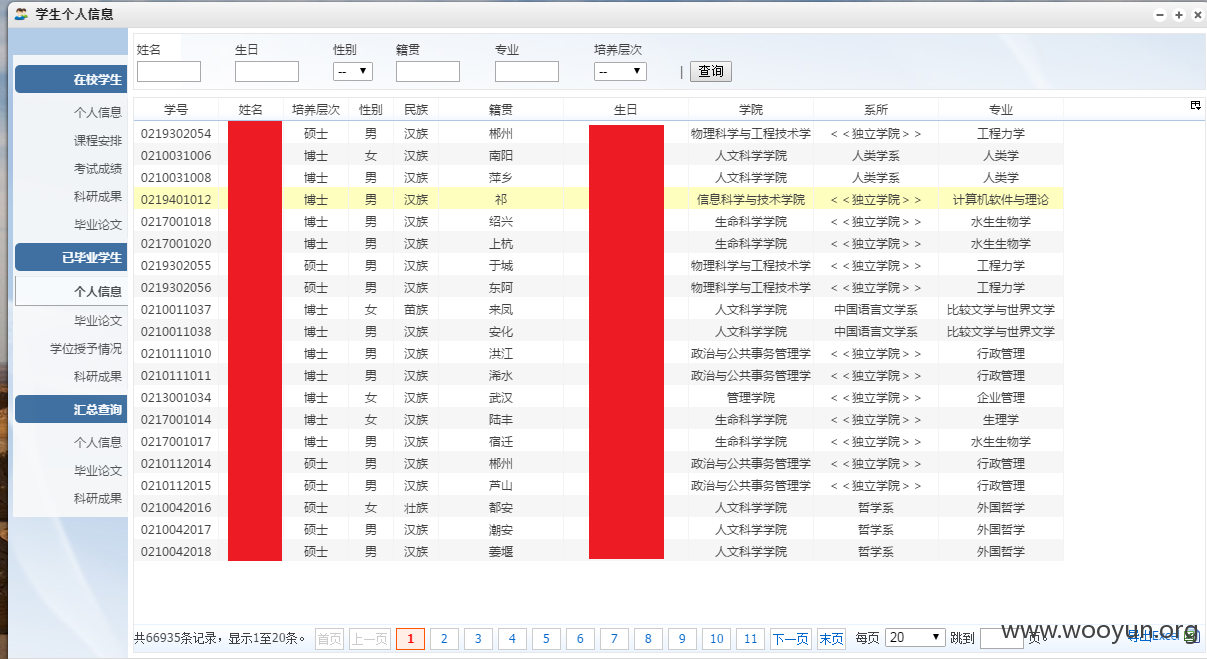 学生个人信息
姓名 生日 性别 籍贯 专业 培养层次
-- -- | 查询
在校学生
个人信息
课程安排
考试成绩
科研成果
毕业论文
已毕业学生
个人信息
毕业论文
学位授予情况
科研成果
汇总查询
个人信息
毕业论文
科研成果
学号 姓名 培养层次 性别 民族 籍贯 生日 学院 系所 专业
0219302054 硕士 男 汉族 郴州 物理科学与工程技术学 <<独立学院>> 工程力学
0210031006 博士 女 汉族 南阳 人文科学学院 人类学系 人类学
0210031008 博士 男 汉族 萍乡 人文科学学院 人类学系 人类学
0219401012 博士 男 汉族 祁 信息科学与技术学院 <<独立学院>> 计算机软件与理论
0217001018 博士 男 汉族 绍兴 生命科学学院 <<独立学院>> 水生生物学
0217001020 博士 男 汉族 上杭 生命科学学院 <<独立学院>> 水生生物学
0219302055 硕士 男 汉族 于城 物理科学与工程技术学 <<独立学院>> 工程力学
0219302056 硕士 男 汉族 东阿 物理科学与工程技术学 <<独立学院>> 工程力学
0210011037 博士 女 苗族 来凤 人文科学学院 中国语言文学系 比较文学与世界文学
0210011038 博士 男 汉族 安化 人文科学学院 中国语言文学系 比较文学与世界文学
0210111010 博士 男 汉族 洪江 政治与公共事务管理学 <<独立学院>> 行政管理
0210111011 博士 男 汉族 浠水 政治与公共事务管理学 <<独立学院>> 行政管理
0213001034 博士 女 汉族 武汉 管理学院 <<独立学院>> 企业管理
0217001014 博士 女 汉族 陆丰 生命科学学院 <<独立学院>> 生理学
0217001017 博士 男 汉族 宿迁 生命科学学院 <<独立学院>> 水生生物学
0210112014 硕士 男 汉族 郴州 政治与公共事务管理学 <<独立学院>> 行政管理
0210112015 硕士 男 汉族 芦山 政治与公共事务管理学 <<独立学院>> 行政管理
0210042016 硕士 女 壮族 都安 人文科学学院 哲学系 外国哲学
0210042017 硕士 男 汉族 潮安 人文科学学院 哲学系 外国哲学
0210042018 硕士 男 汉族 姜堰 人文科学学院 哲学系 外国哲学
共66935条记录，显示1至20条。 首页 上一页 1 2 3 4 5 6 7 8 9 10 11 下一页 末页 每页 20 跳到 页。 导出Excel
www.wooyun.org